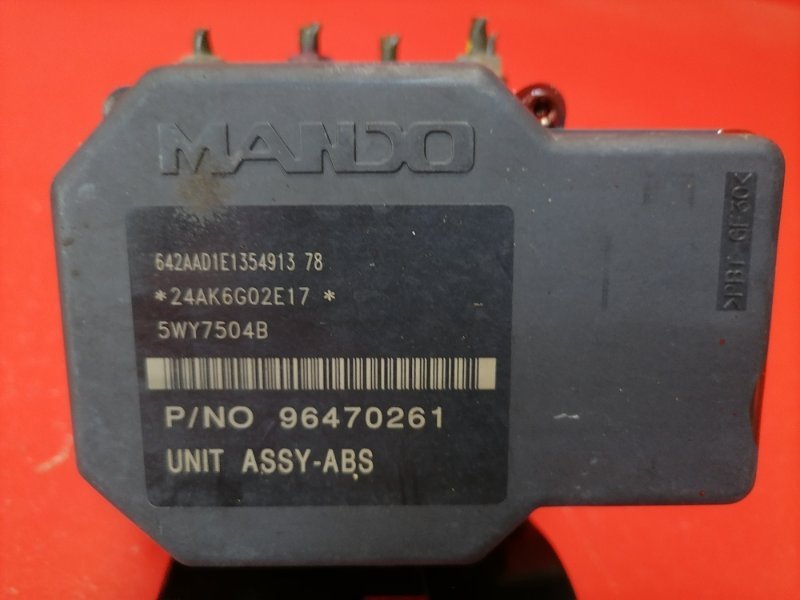 MANDO
642AAD1E1354913 78
*24AK6G02E17 *
5WY7504B
P/NO 96470261
UNIT ASSY-ABS
>PBT GF30<